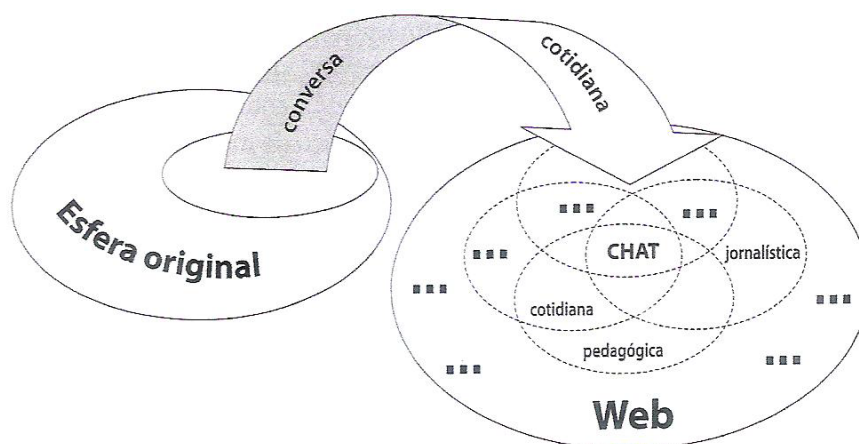 conversa
cotidiana
Esfera original
...
...
...
CHAT
jornalística
...
cotidiana
...
pedagógica
...
...
Web